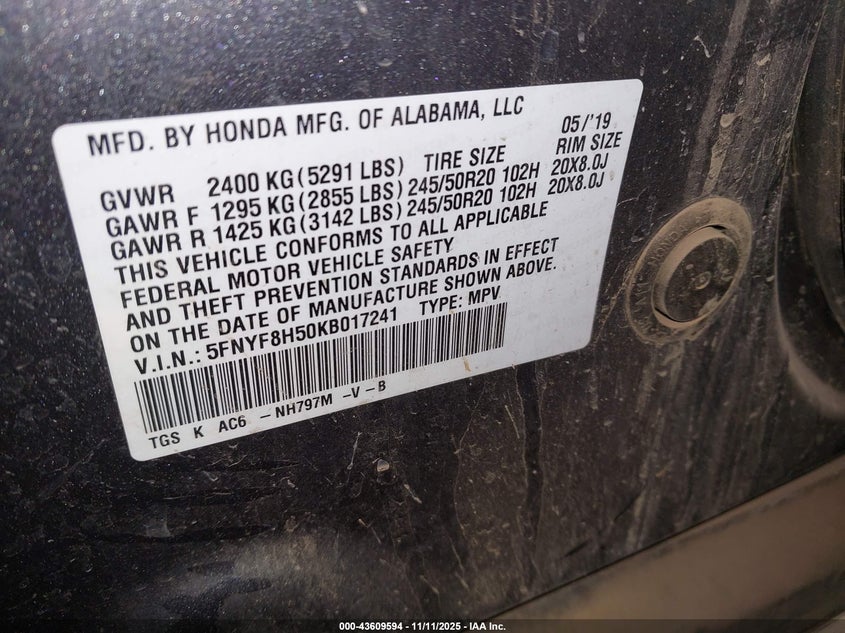 MFD. BY HONDA MFG. OF ALABAMA, LLC 05/'19
GVWR 2400 KG (5291 LBS) TIRE SIZE RIM SIZE
GAWR F 1295 KG (2855 LBS) 245/50R20 102H 20X8.0J
GAWR R 1425 KG (3142 LBS) 245/50R20 102H 20X8.0J
THIS VEHICLE CONFORMS TO ALL APPLICABLE
FEDERAL MOTOR VEHICLE SAFETY
AND THEFT PREVENTION STANDARDS IN EFFECT
ON THE DATE OF MANUFACTURE SHOWN ABOVE.
V.I.N.: 5FNYF8H50KB017241 TYPE: MPV
TGS K AC6 - NH797M - V - B
000-43609594 - 11/11/2025 - IAA Inc.